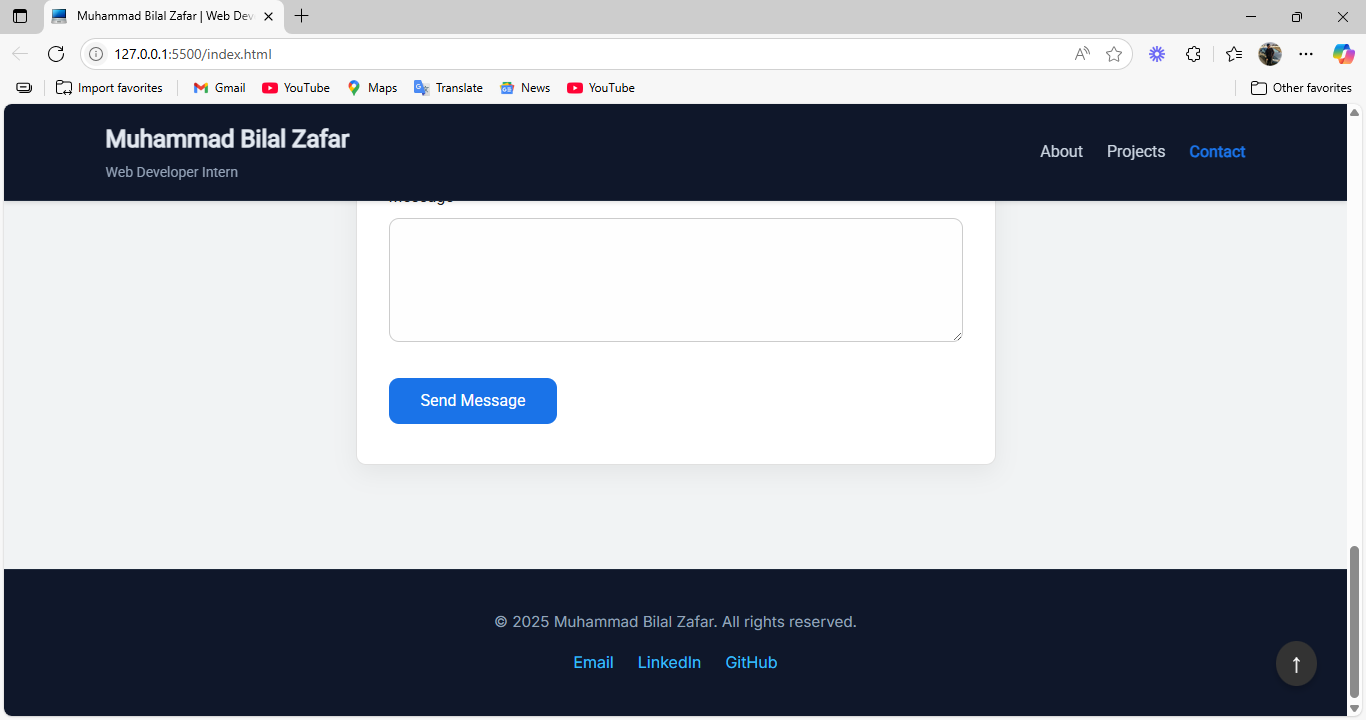 Muhammad Bilal Zafar | Web Dev
127.0.0.1:5500/index.html
Import favorites
Gmail
YouTube
Maps
Translate
News
YouTube
Other favorites
Muhammad Bilal Zafar
Web Developer Intern
About
Projects
Contact
Message
Send Message
© 2025 Muhammad Bilal Zafar. All rights reserved.
Email
LinkedIn
GitHub
↑